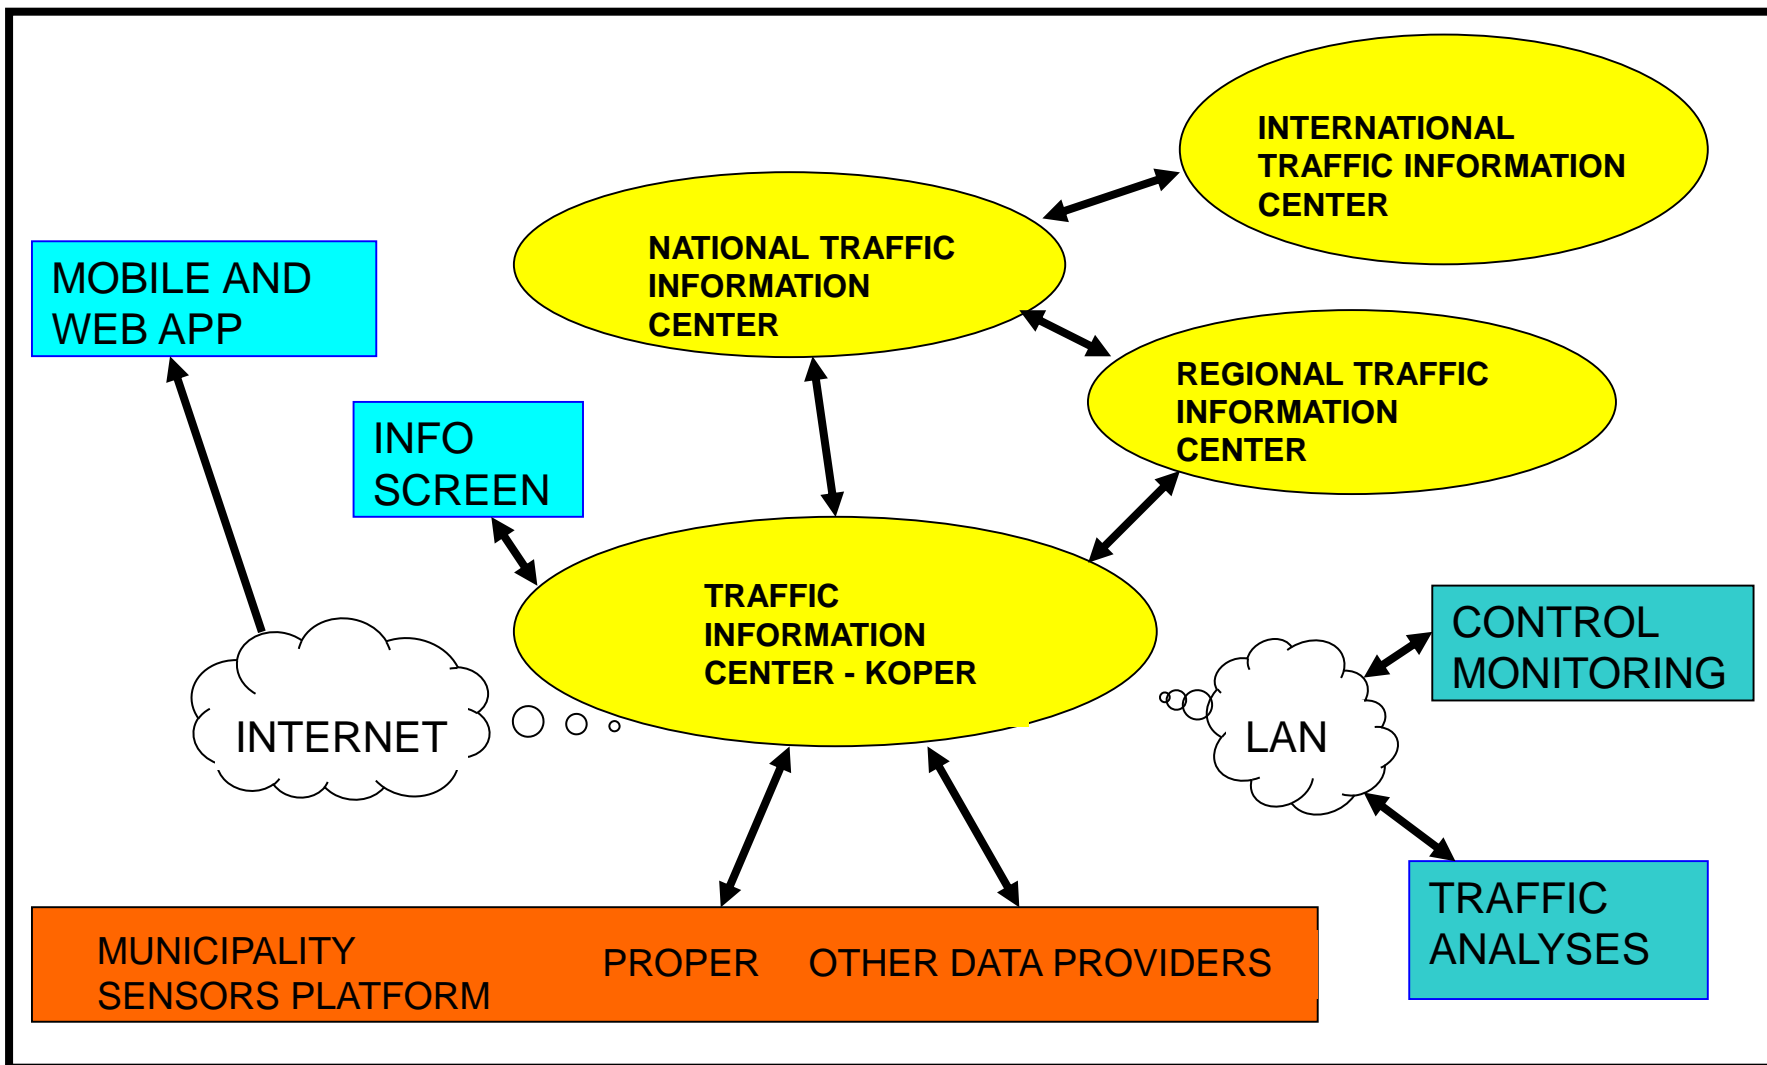 INTERNATIONAL
TRAFFIC INFORMATION
CENTER
NATIONAL TRAFFIC
INFORMATION
CENTER
MOBILE AND
WEB APP
REGIONAL TRAFFIC
INFORMATION
CENTER
INFO
SCREEN
TRAFFIC
INFORMATION
CENTER - KOPER
CONTROL
MONITORING
INTERNET
LAN
TRAFFIC
ANALYSES
MUNICIPALITY
SENSORS PLATFORM
PROPER
OTHER DATA PROVIDERS